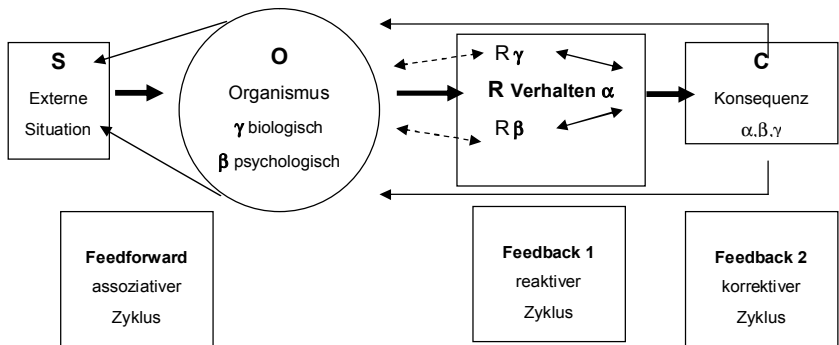 S
Externe
Situation
O
Organismus
γ biologisch
β psychologisch
R γ
R Verhalten α
R β
C
Konsequenz
α,β,γ
Feedforward
assoziativer
Zyklus
Feedback 1
reaktiver
Zyklus
Feedback 2
korrektiver
Zyklus